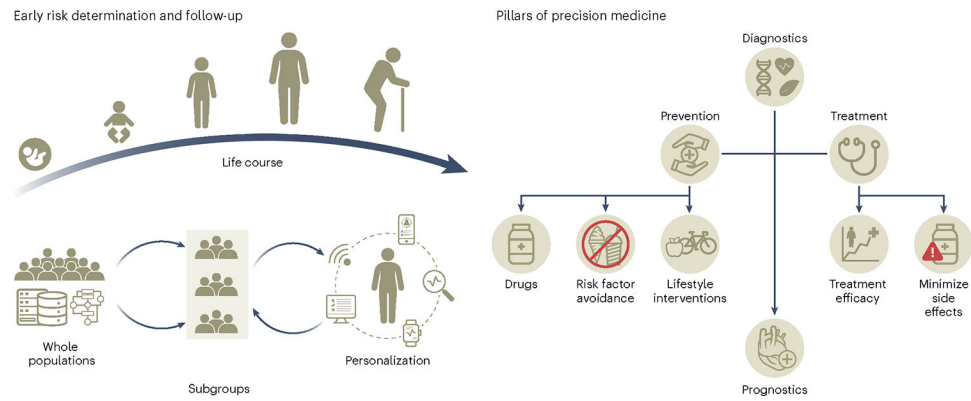 Early risk determination and follow-up
Life course
Whole
populations
Subgroups
Personalization
Pillars of precision medicine
Diagnostics
Prevention
Treatment
Drugs
Risk factor
avoidance
Lifestyle
interventions
Treatment
efficacy
Minimize
side
effects
Prognostics